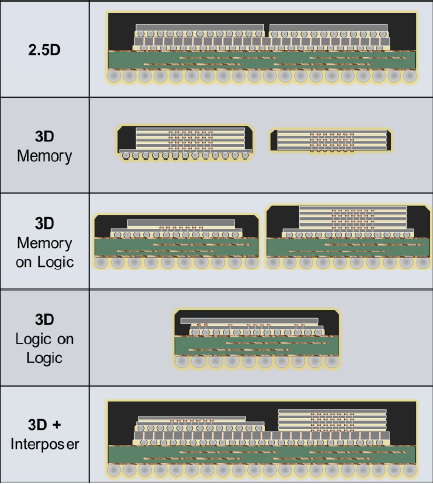 2.5D
3D
Memory
3D
Memory
on Logic
3D
Logic on
Logic
3D +
Interposer